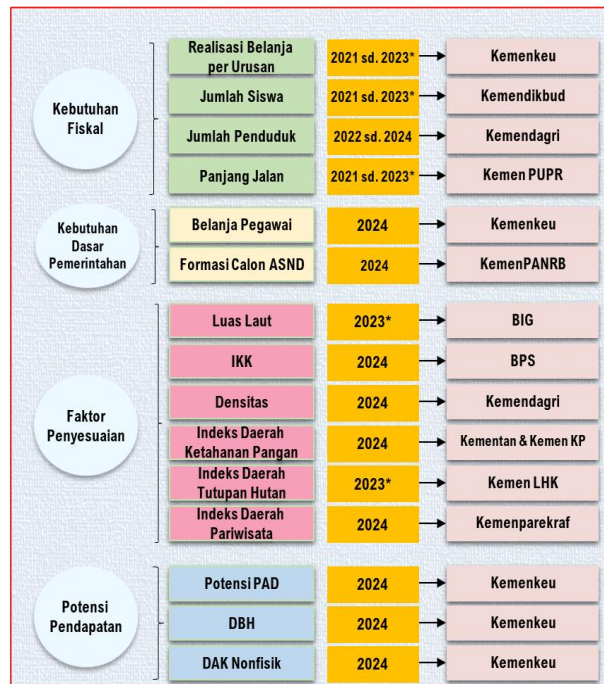 Realisasi Belanja
per Urusan
2021 sd. 2023*
Kemenkeu
Jumlah Siswa
2021 sd. 2023*
Kemendikbud
Kebutuhan
Fiskal
Jumlah Penduduk
2022 sd. 2024
Kemendagri
Panjang Jalan
2021 sd. 2023*
Kemen PUPR
Kebutuhan
Dasar
Pemerintahan
Belanja Pegawai
2024
Kemenkeu
Formasi Calon ASND
2024
KemenPANRB
Luas Laut
2023*
BIG
IKK
2024
BPS
Densitas
2024
Kemendagri
Faktor
Penyesuaian
Indeks Daerah
Ketahanan Pangan
2024
Kementan & Kemen KP
Indeks Daerah
Tutupan Hutan
2023*
Kemen LHK
Indeks Daerah
Pariwisata
2024
Kemenparekraf
Potensi
Pendapatan
Potensi PAD
2024
Kemenkeu
DBH
2024
Kemenkeu
DAK Nonfisik
2024
Kemenkeu